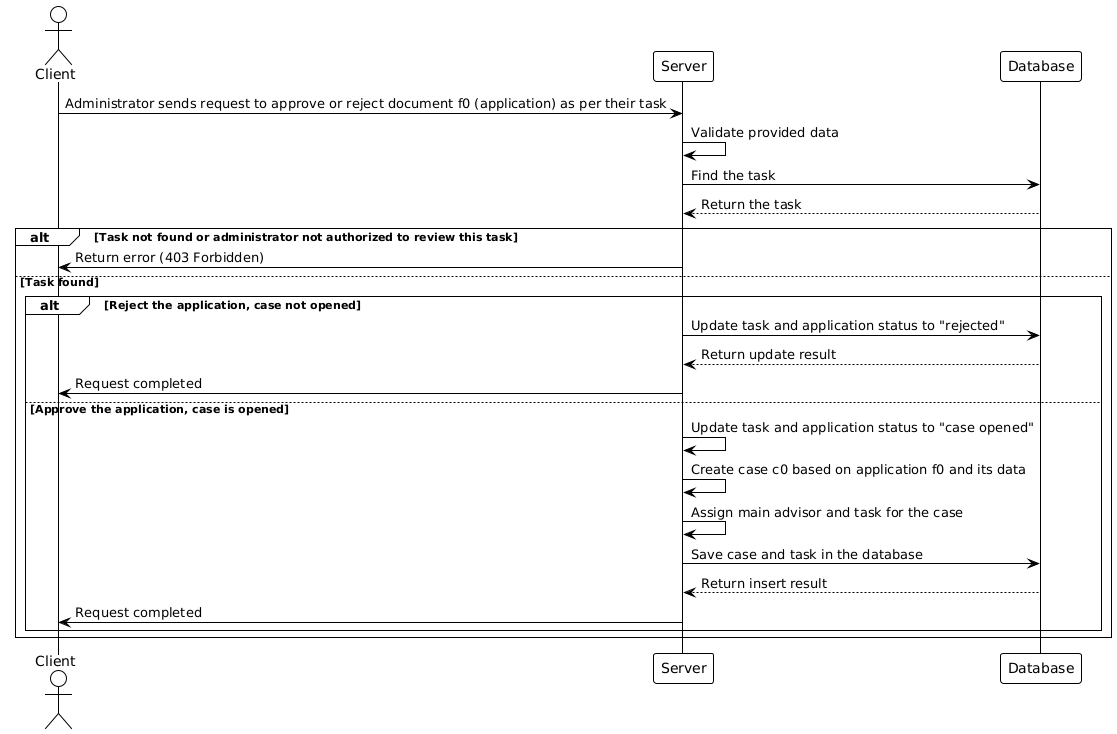 Client
Server
Database
Administrator sends request to approve or reject document f0 (application) as per their task
Validate provided data
Find the task
Return the task
alt
[Task not found or administrator not authorized to review this task]
Return error (403 Forbidden)
[Task found]
alt
[Reject the application, case not opened]
Update task and application status to "rejected"
Return update result
Request completed
[Approve the application, case is opened]
Update task and application status to "case opened"
Create case c0 based on application f0 and its data
Assign main advisor and task for the case
Save case and task in the database
Return insert result
Request completed
Client
Server
Database